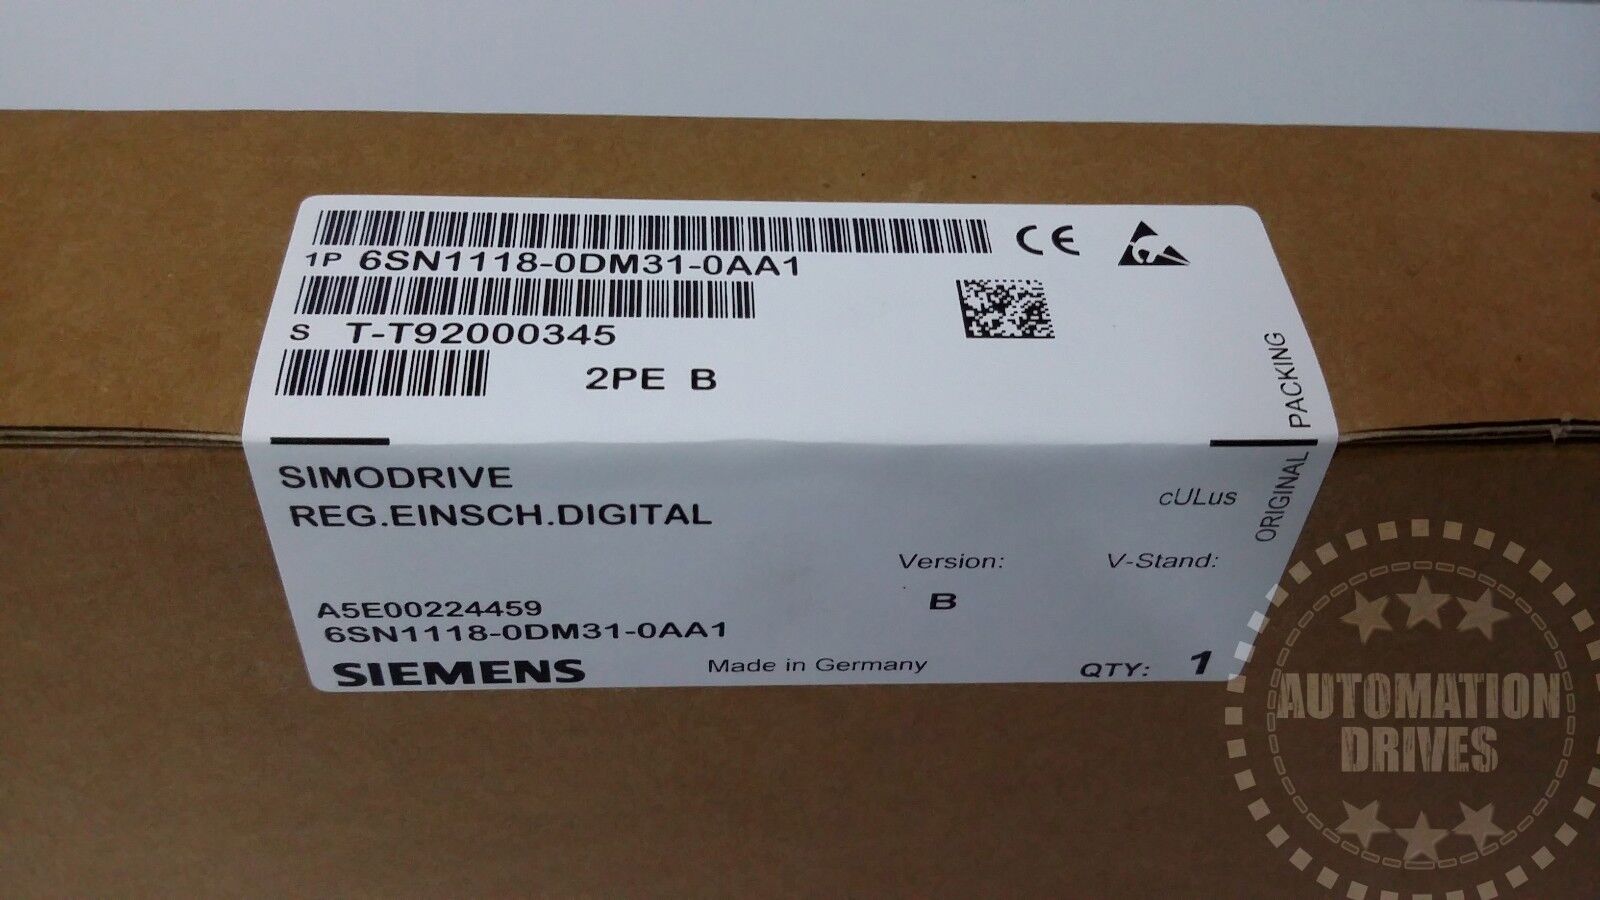 1P 6SN1118-0DM31-0AA1
CE
S T-T92000345
2PE B
ORIGINAL PACKING
SIMODRIVE
REG.EINSCH.DIGITAL
cULus
Version: V-Stand:
B
A5E00224459
6SN1118-0DM31-0AA1
SIEMENS Made in Germany QTY: 1
AUTOMATION
DRIVES